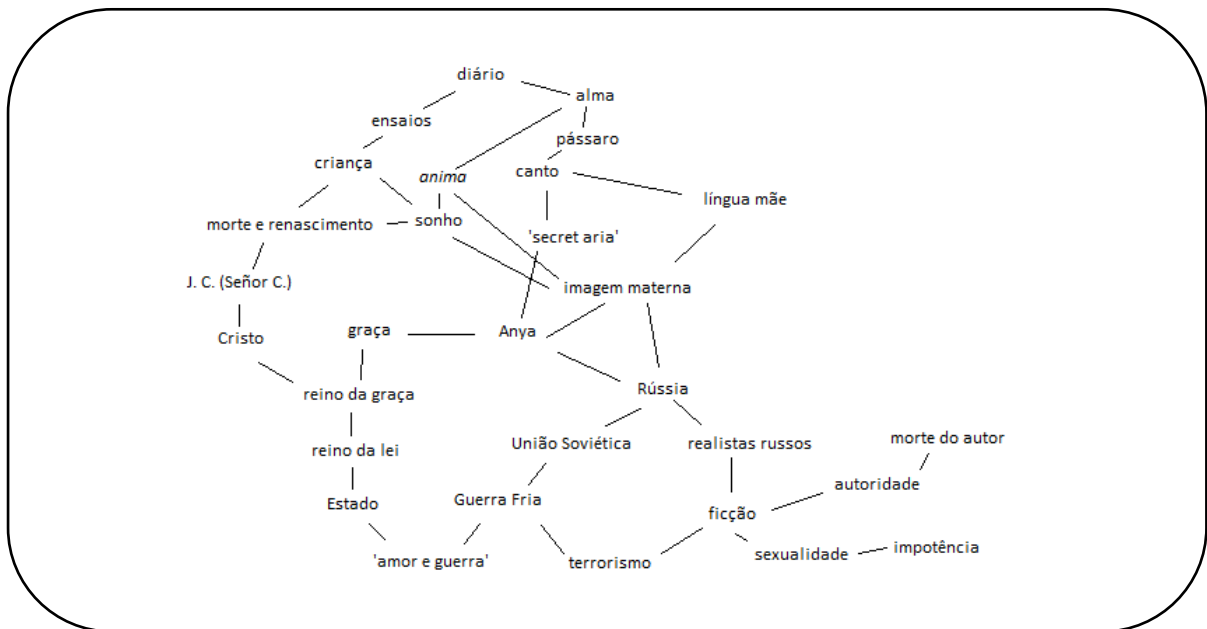 diário
alma
ensaios
pássaro
criança
anima
canto
língua mãe
morte e renascimento
sonho
'secret aria'
J. C. (Señor C.)
imagem materna
Cristo
graça
Anya
reino da graça
Rússia
reino da lei
União Soviética
realistas russos
morte do autor
Estado
Guerra Fria
ficção
autoridade
'amor e guerra'
terrorismo
sexualidade
impotência